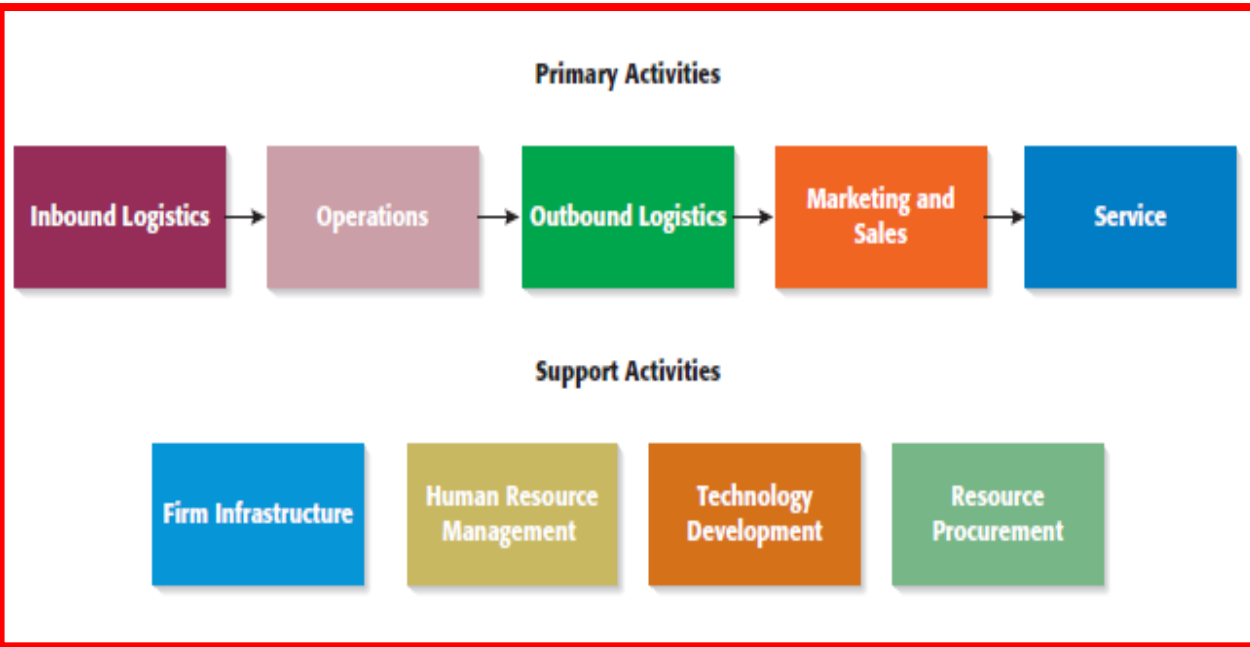 Primary Activities
Inbound Logistics
Operations
Outbound Logistics
Marketing and
Sales
Service
Support Activities
Firm Infrastructure
Human Resource
Management
Technology
Development
Resource
Procurement